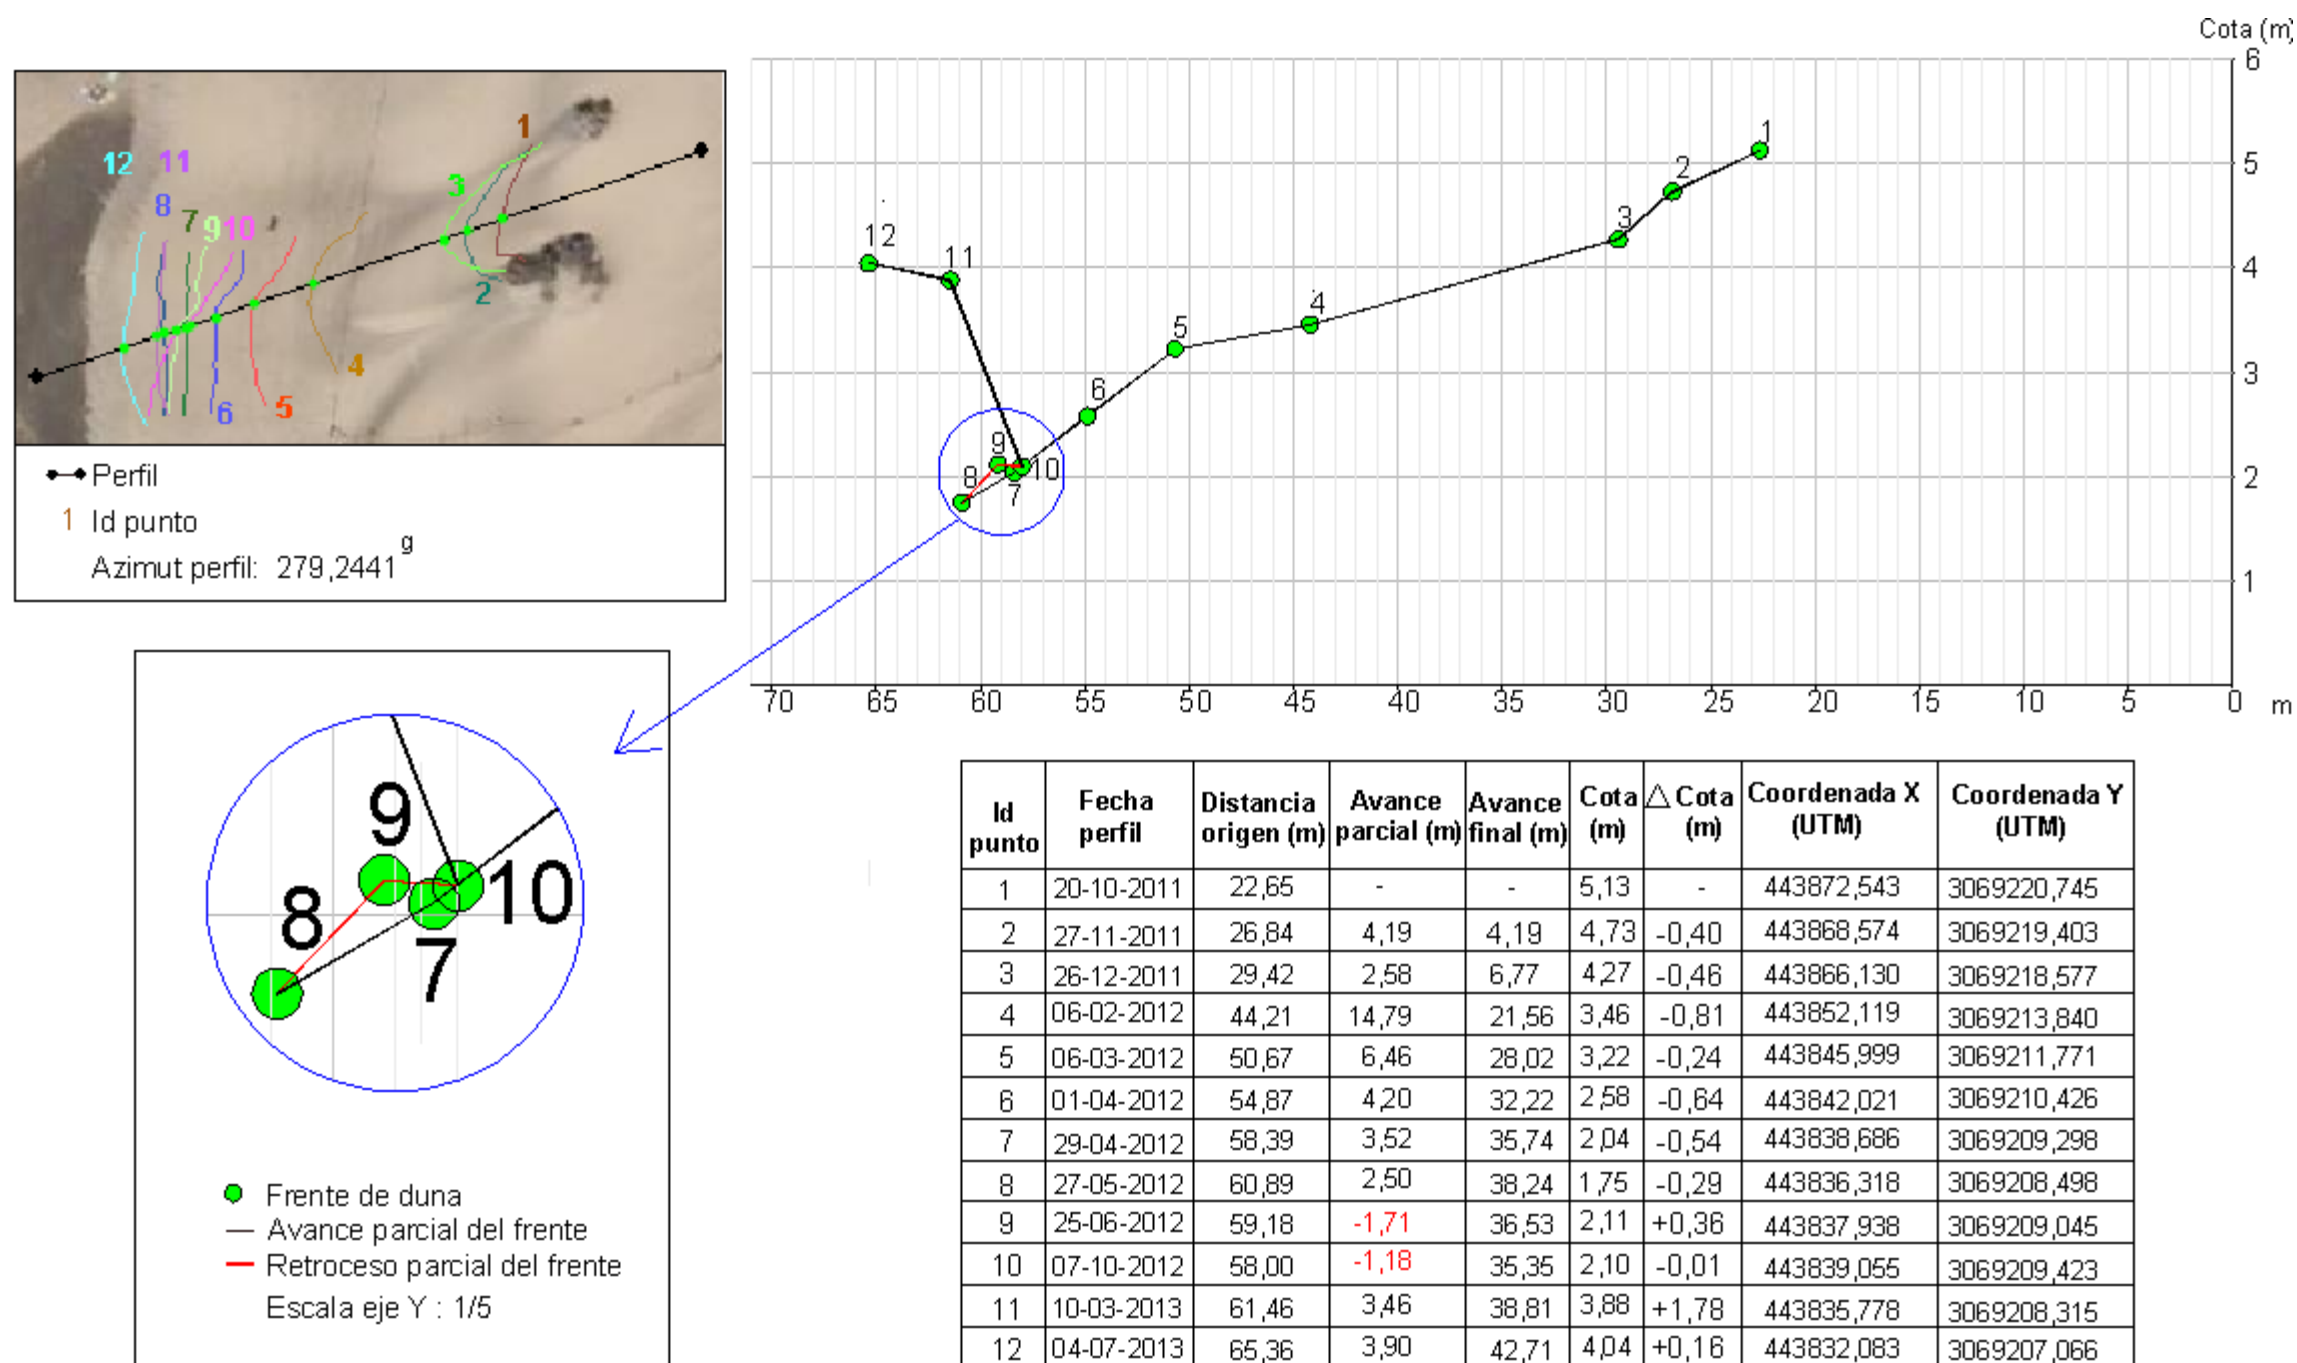 1
12 11
3
8
7
9 10
2
4
5
6
Perfil
1 Id punto
Azimut perfil: 279,2441 g
Cota (m)
6
1
5
2
3
12
11
4
4
5
3
6
9
8 10
2
7
1
70 65 60 55 50 45 40 35 30 25 20 15 10 5 0 m
9
8 10
7
Frente de duna
Avance parcial del frente
Retroceso parcial del frente
Escala eje Y : 1/5
Id punto Fecha perfil Distancia origen (m) Avance parcial (m) Avance final (m) Cota (m) △ Cota (m) Coordenada X (UTM) Coordenada Y (UTM)
1 20-10-2011 22,65 - - 5,13 - 443872,543 3069220,745
2 27-11-2011 26,84 4,19 4,19 4,73 -0,40 443868,574 3069219,403
3 26-12-2011 29,42 2,58 6,77 4,27 -0,46 443866,130 3069218,577
4 06-02-2012 44,21 14,79 21,56 3,46 -0,81 443852,119 3069213,840
5 06-03-2012 50,67 6,46 28,02 3,22 -0,24 443845,999 3069211,771
6 01-04-2012 54,87 4,20 32,22 2,58 -0,64 443842,021 3069210,426
7 29-04-2012 58,39 3,52 35,74 2,04 -0,54 443838,686 3069209,298
8 27-05-2012 60,89 2,50 38,24 1,75 -0,29 443836,318 3069208,498
9 25-06-2012 59,18 -1,71 36,53 2,11 +0,36 443837,938 3069209,045
10 07-10-2012 58,00 -1,18 35,35 2,10 -0,01 443839,055 3069209,423
11 10-03-2013 61,46 3,46 38,81 3,88 +1,78 443835,778 3069208,315
12 04-07-2013 65,36 3,90 42,71 4,04 +0,16 443832,083 3069207,066